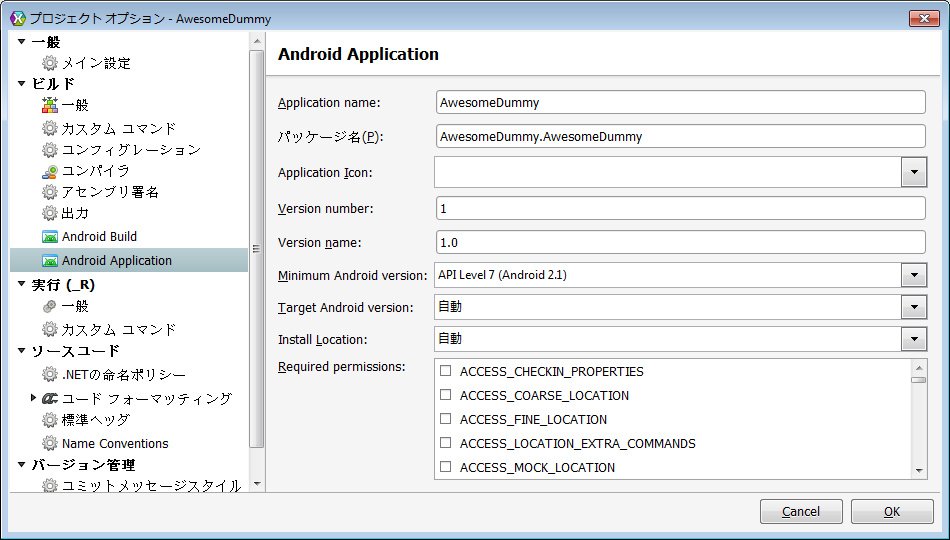 プロジェクト オプション - AwesomeDummy
一般
メイン設定
ビルド
一般
カスタム コマンド
コンフィグレーション
コンパイラ
アセンブリ署名
出力
Android Build
Android Application
実行 (_R)
一般
カスタム コマンド
ソースコード
.NETの命名ポリシー
コード フォーマッティング
標準ヘッダ
Name Conventions
バージョン管理
コミットメッセージスタイル
Android Application
Application name: AwesomeDummy
パッケージ名(P): AwesomeDummy.AwesomeDummy
Application Icon:
Version number: 1
Version name: 1.0
Minimum Android version: API Level 7 (Android 2.1)
Target Android version: 自動
Install Location: 自動
Required permissions: ACCESS_CHECKIN_PROPERTIES
ACCESS_COARSE_LOCATION
ACCESS_FINE_LOCATION
ACCESS_LOCATION_EXTRA_COMMANDS
ACCESS_MOCK_LOCATION
Cancel OK